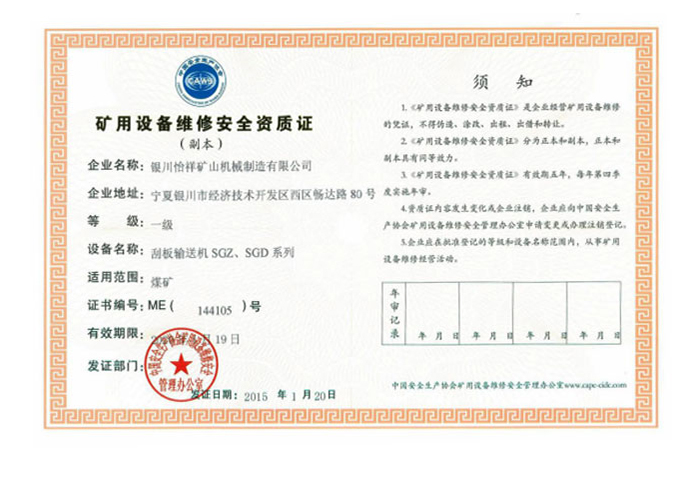 CAWS
矿用设备维修安全资质证
(副本)
企业名称：银川怡祥矿山机械制造有限公司
企业地址：宁夏银川市经济技术开发区西区畅达路80号
等 级：一级
设备名称：刮板输送机SGZ、SGD系列
适用范围：煤矿
证书编号：ME( 144105 )号
有效期限： 月19日
发证部门：
管理办公室
发证日期：2015 年 1 月20日
须 知
1.《矿用设备维修安全资质证》是企业经营矿用设备维修
的凭证，不得伪造、涂改、出租、出借和转让。
2.《矿用设备维修安全资质证》分为正本和副本，正本和
副本具有同等效力。
3.《矿用设备维修安全资质证》有效期五年，每年第四季
度实施年审。
4.资质证内容发生变化或企业注销，企业应向中国安全生
产协会矿用设备维修安全管理办公室申请变更或办理注销登记。
5.企业应在批准登记的等级和设备名称范围内，从事矿用
设备维修经营活动。
年审记录
年 月 日 年 月 日 年 月 日 年 月 日
中国安全生产协会矿用设备维修安全管理办公室www.cape-cidc.com